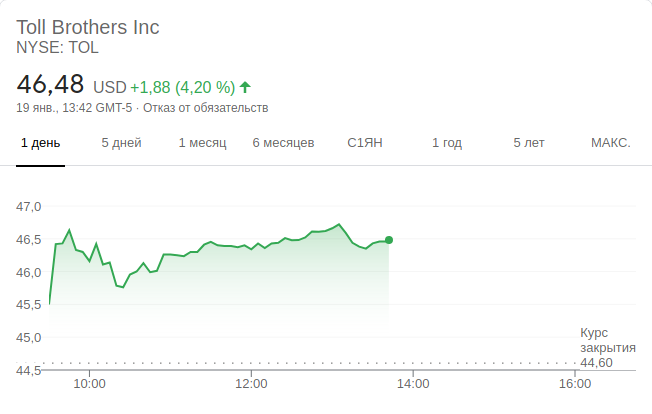 Toll Brothers Inc
NYSE: TOL
46,48 USD +1,88 (4,20 %)
19 янв., 13:42 GMT-5 · Отказ от обязательств
1 день 5 дней 1 месяц 6 месяцев С1ЯН 1 год 5 лет МАКС.
47,0
46,5
46,0
45,5
45,0
44,5
Курс
закрытия
44,60
10:00 12:00 14:00 16:00